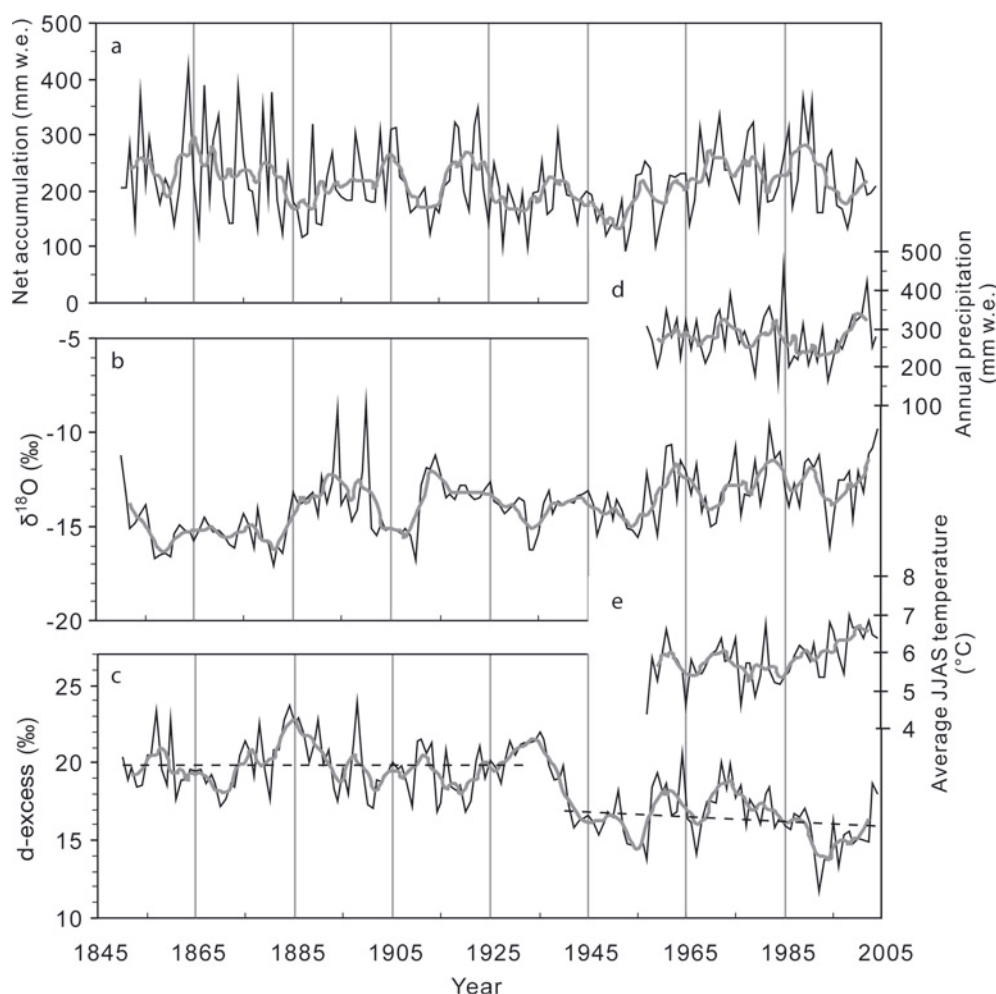 a
500
400
300
200
100
0
Net accumulation (mm w.e.)
d
500
400
300
200
100
Annual precipitation
(mm w.e.)
b
-5
-10
-15
-20
δ18O (‰)
e
8
7
6
5
4
Average JJAS temperature
(°C)
c
25
20
15
10
d-excess (‰)
1845 1865 1885 1905 1925 1945 1965 1985 2005
Year